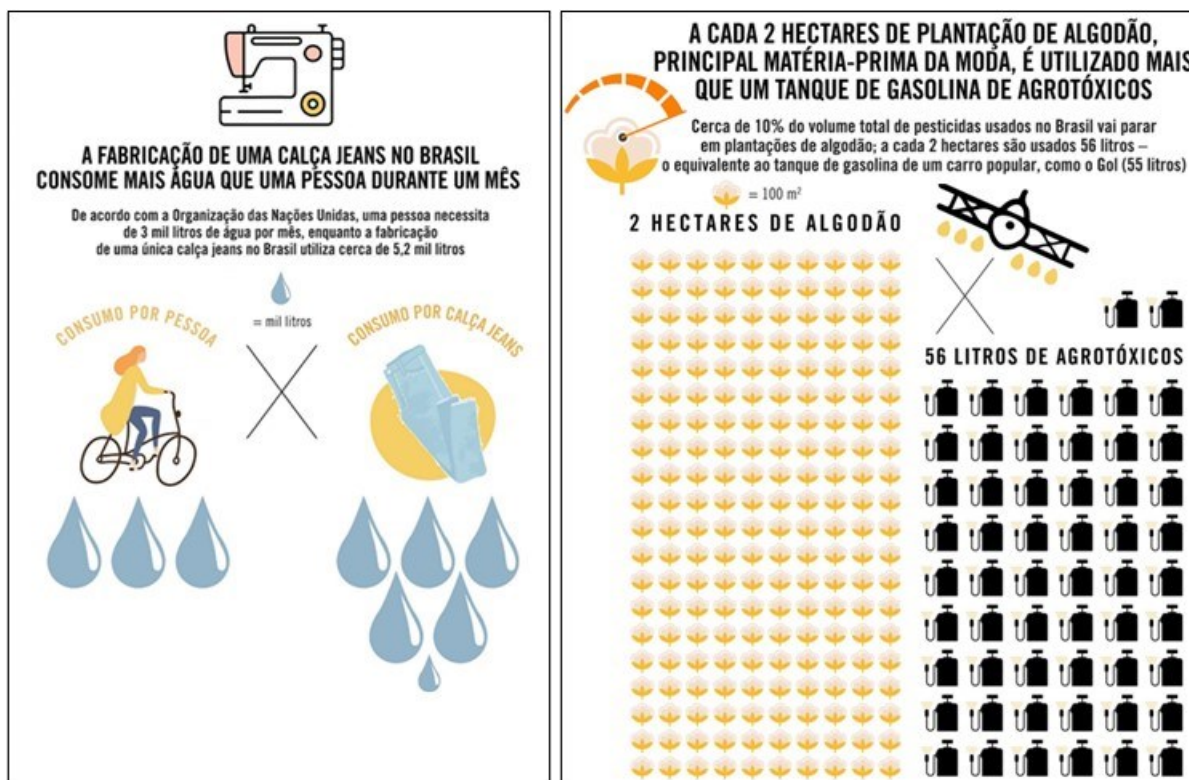 A FABRICAÇÃO DE UMA CALÇA JEANS NO BRASIL
CONSOME MAIS ÁGUA QUE UMA PESSOA DURANTE UM MÊS
De acordo com a Organização das Nações Unidas, uma pessoa necessita
de 3 mil litros de água por mês, enquanto a fabricação
de uma única calça jeans no Brasil utiliza cerca de 5,2 mil litros
= mil litros
CONSUMO POR PESSOA
CONSUMO POR CALÇA JEANS
A CADA 2 HECTARES DE PLANTAÇÃO DE ALGODÃO,
PRINCIPAL MATÉRIA-PRIMA DA MODA, É UTILIZADO MAIS
QUE UM TANQUE DE GASOLINA DE AGROTÓXICOS
Cerca de 10% do volume total de pesticidas usados no Brasil vai parar
em plantações de algodão; a cada 2 hectares são usados 56 litros –
o equivalente ao tanque de gasolina de um carro popular, como o Gol (55 litros)
= 100 m²
2 HECTARES DE ALGODÃO
56 LITROS DE AGROTÓXICOS